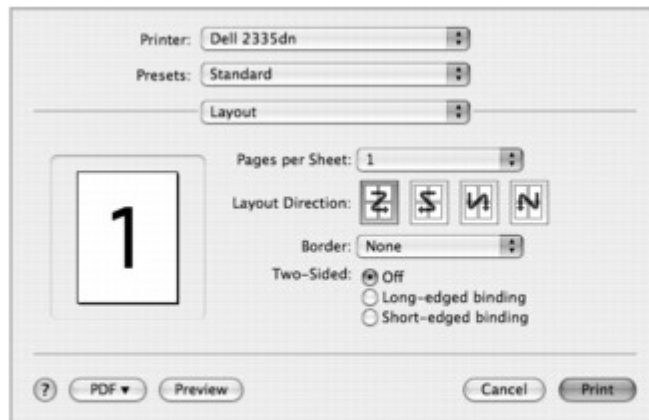 Printer: Dell 2335dn
Presets: Standard
Layout
Pages per Sheet: 1
Layout Direction:
1
Border: None
Two-Sided: Off
Long-edged binding
Short-edged binding
? PDF ▼ Preview Cancel Print